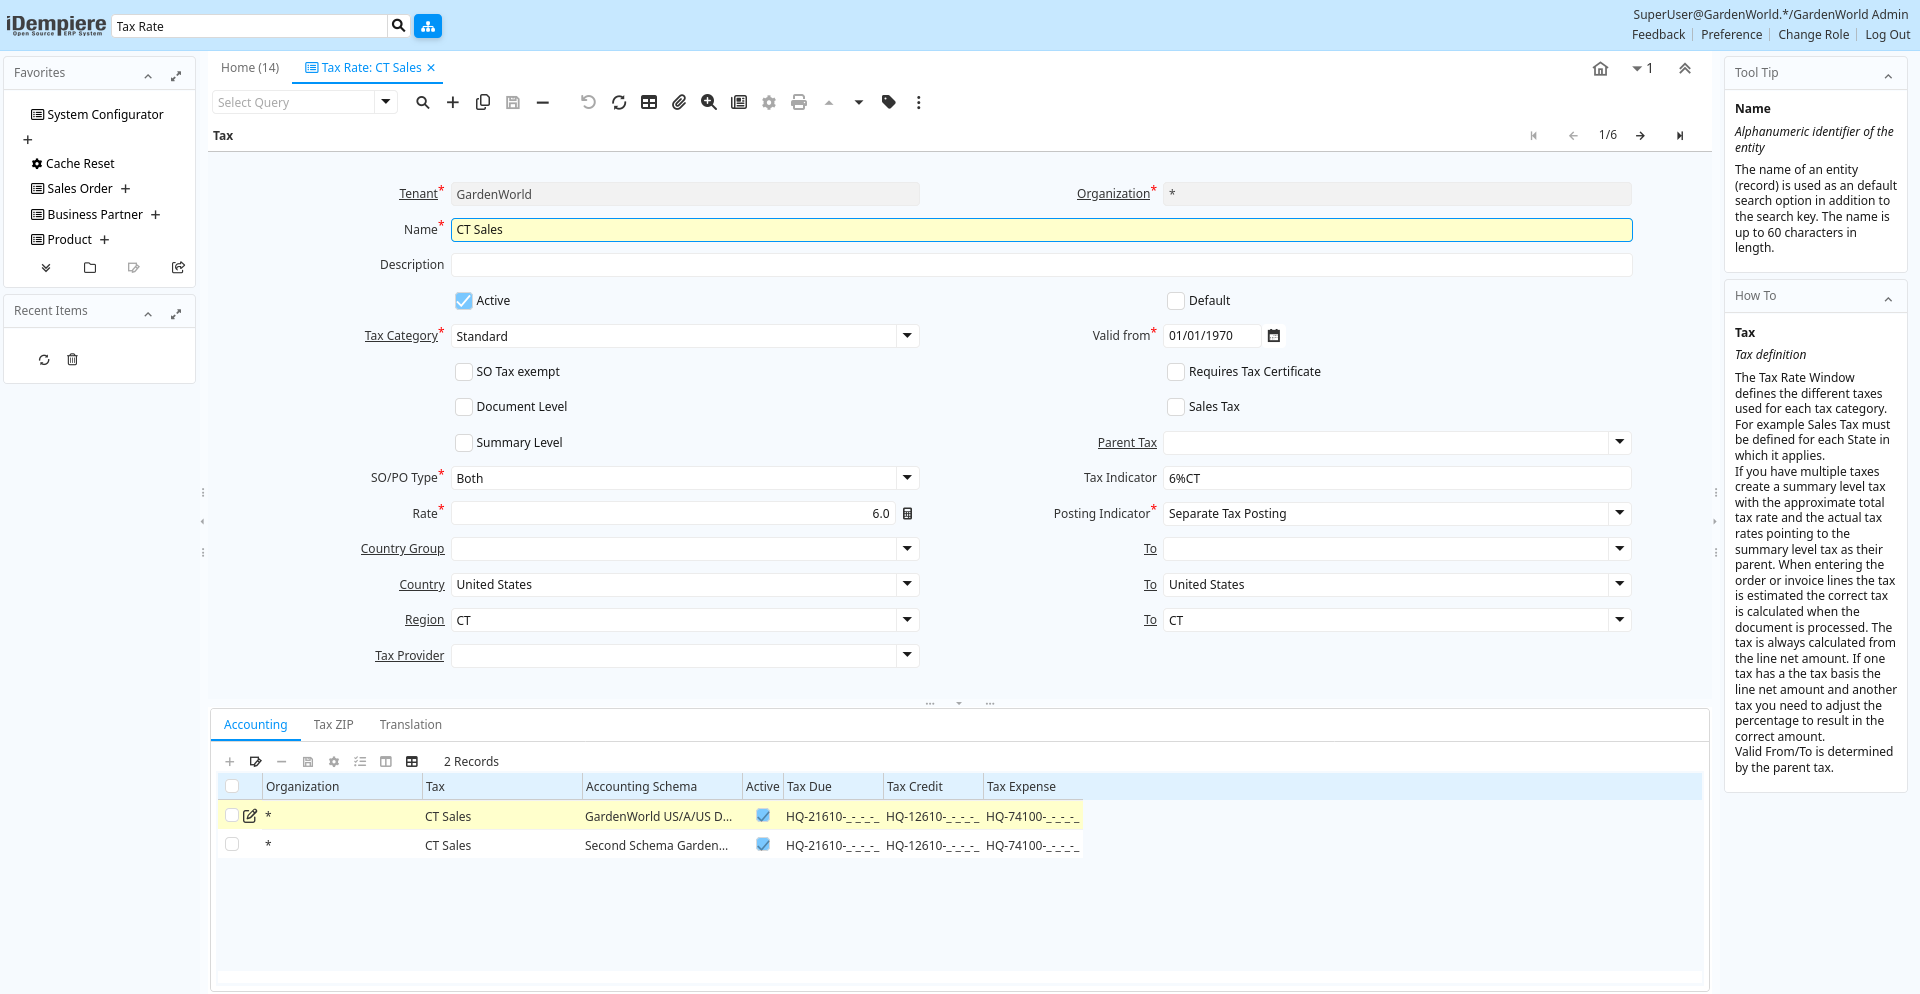 iDempiere
Open Source ERP System
Tax Rate
SuperUser@GardenWorld.*/GardenWorld Admin
Feedback Preference Change Role Log Out
Favorites
System Configurator
Cache Reset
Sales Order
Business Partner
Product
Recent Items
Home (14) Tax Rate: CT Sales
1
Select Query
Tax
1/6
Tenant* GardenWorld Organization* *
Name* CT Sales
Description
Active Default
Tax Category* Standard Valid from* 01/01/1970
SO Tax exempt Requires Tax Certificate
Document Level Sales Tax
Summary Level Parent Tax
SO/PO Type* Both Tax Indicator 6%CT
Rate* 6.0 Posting Indicator* Separate Tax Posting
Country Group To
Country United States To United States
Region CT To CT
Tax Provider
Accounting Tax ZIP Translation
2 Records
Organization Tax Accounting Schema Active Tax Due Tax Credit Tax Expense
* CT Sales GardenWorld US/A/US D... HQ-21610-_-_-_-_ HQ-12610-_-_-_-_ HQ-74100-_-_-_-_
* CT Sales Second Schema Garden... HQ-21610-_-_-_-_ HQ-12610-_-_-_-_ HQ-74100-_-_-_-_
Tool Tip
Name
Alphanumeric identifier of the
entity
The name of an entity
(record) is used as an default
search option in addition to
the search key. The name is
up to 60 characters in
length.
How To
Tax
Tax definition
The Tax Rate Window
defines the different taxes
used for each tax category.
For example Sales Tax must
be defined for each State in
which it applies.
If you have multiple taxes
create a summary level tax
with the approximate total
tax rate and the actual tax
rates pointing to the
summary level tax as their
parent. When entering the
order or invoice lines the tax
is estimated the correct tax
is calculated when the
document is processed. The
tax is always calculated from
the line net amount. If one
tax has a the tax basis the
line net amount and another
tax you need to adjust the
percentage to result in the
correct amount.
Valid From/To is determined
by the parent tax.